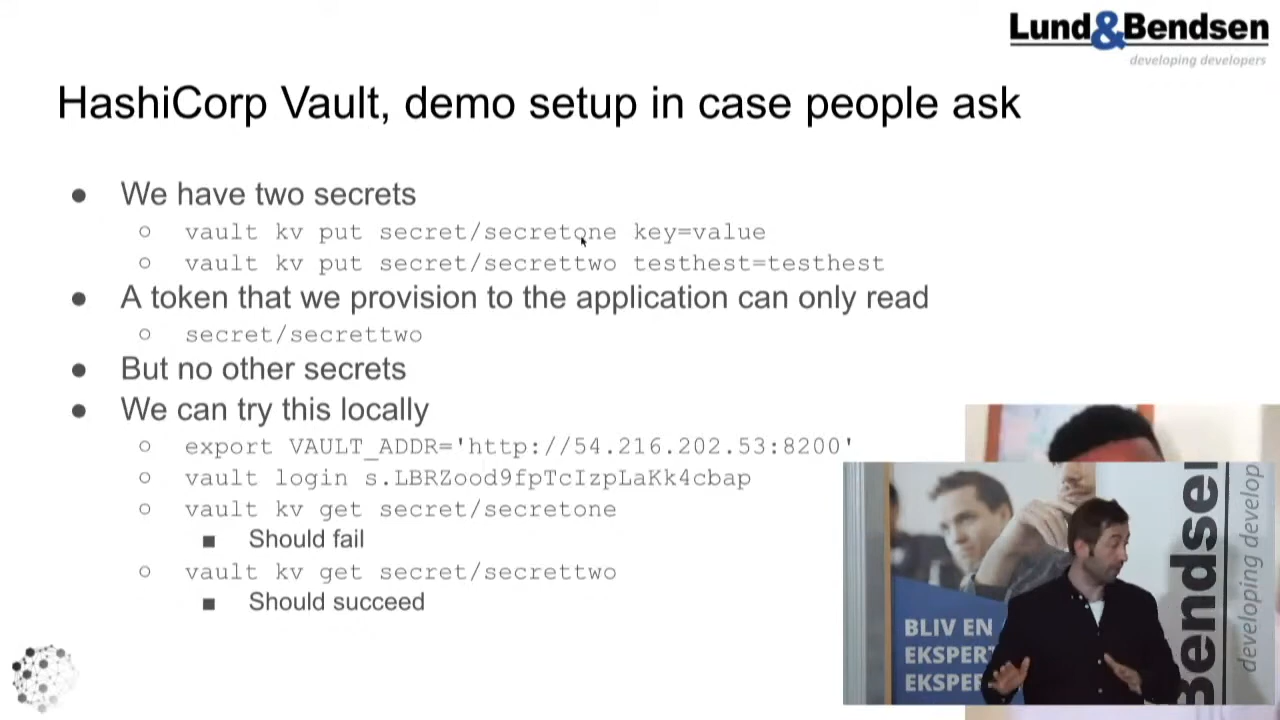 Lund&Bendsen
developing developers
HashiCorp Vault, demo setup in case people ask
● We have two secrets
○ vault kv put secret/secretone key=value
○ vault kv put secret/secrettwo testhest=testhest
● A token that we provision to the application can only read
○ secret/secrettwo
● But no other secrets
● We can try this locally
○ export VAULT_ADDR='http://54.216.202.53:8200'
○ vault login s.LBRZood9fpTcIzpLaKk4cbap
○ vault kv get secret/secretone
■ Should fail
○ vault kv get secret/secrettwo
■ Should succeed
BLIV EN
EKSPER
EKSPE
Bendse
developing develop